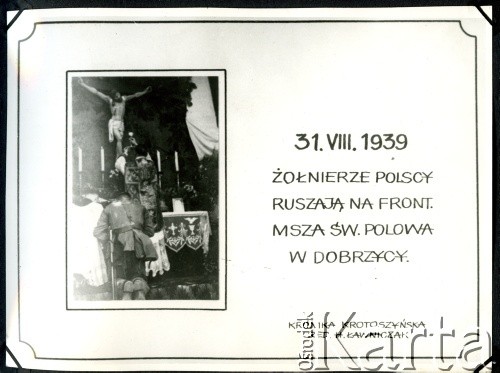 31. VIII. 1939
ŻOŁNIERZE POLSCY
RUSZAJĄ NA FRONT.
MSZA ŚW. POLOWA
W DOBRZYCY.
KRONIKA KROTOSZYŃSKA
H. ŁAWNICZAK
ośrodek
Karta